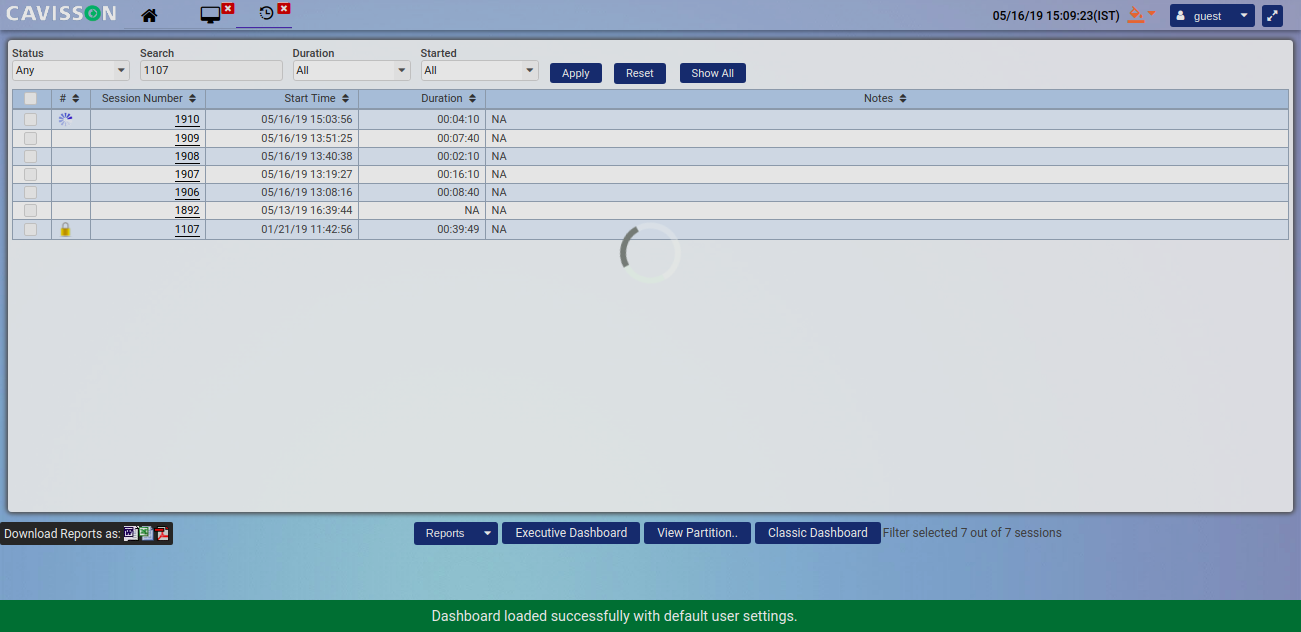 CAVISSON
05/16/19 15:09:23(IST)
guest
Status Search Duration Started
Any 1107 All All Apply Reset Show All
# Session Number Start Time Duration Notes
1910 05/16/19 15:03:56 00:04:10 NA
1909 05/16/19 13:51:25 00:07:40 NA
1908 05/16/19 13:40:38 00:02:10 NA
1907 05/16/19 13:19:27 00:16:10 NA
1906 05/16/19 13:08:16 00:08:40 NA
1892 05/13/19 16:39:44 NA NA
1107 01/21/19 11:42:56 00:39:49 NA
Download Reports as: Reports Executive Dashboard View Partition.. Classic Dashboard Filter selected 7 out of 7 sessions
Dashboard loaded successfully with default user settings.